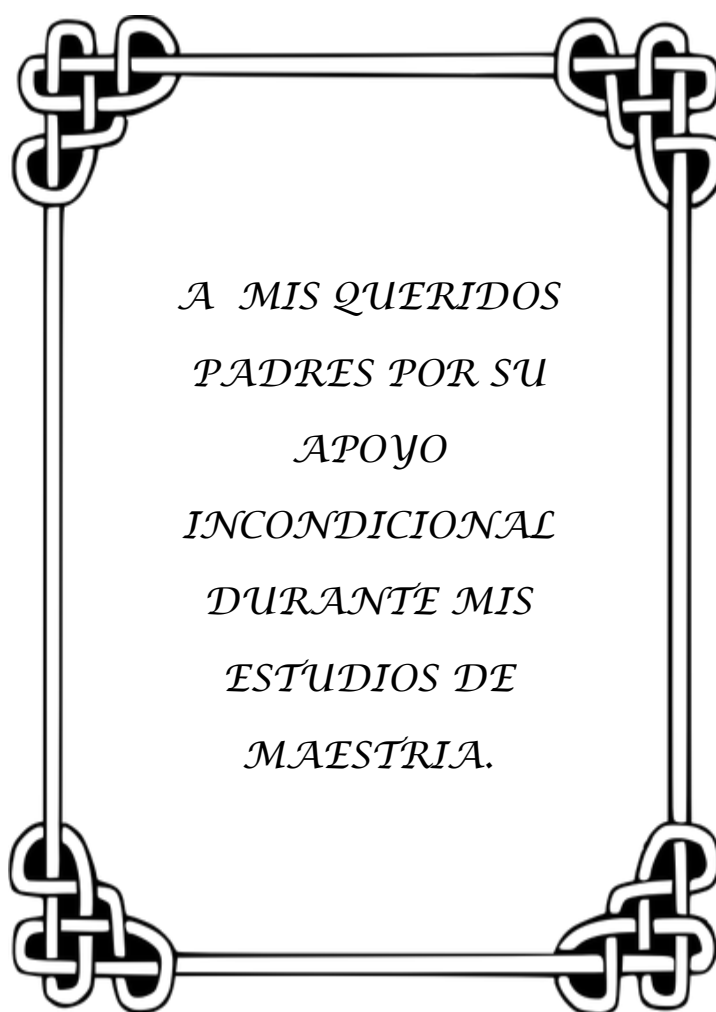 A MIS QUERIDOS
PADRES POR SU
APOYO
INCONDICIONAL
DURANTE MIS
ESTUDIOS DE
MAESTRIA.